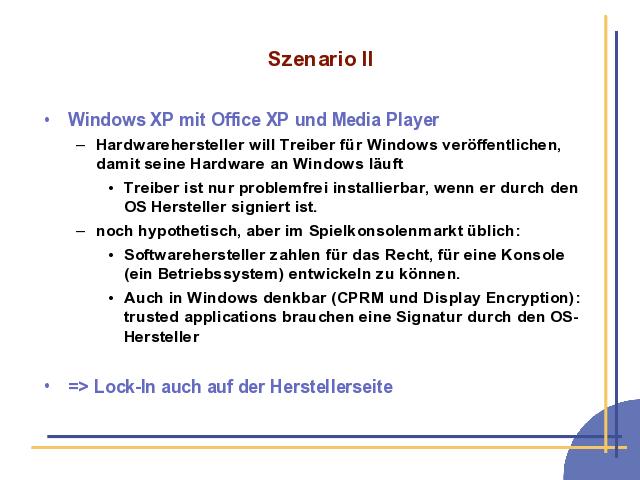 Szenario II
• Windows XP mit Office XP und Media Player
– Hardwarehersteller will Treiber für Windows veröffentlichen,
damit seine Hardware an Windows läuft
• Treiber ist nur problemfrei installierbar, wenn er durch den
OS Hersteller signiert ist.
– noch hypothetisch, aber im Spielkonsolenmarkt üblich:
• Softwarehersteller zahlen für das Recht, für eine Konsole
(ein Betriebssystem) entwickeln zu können.
• Auch in Windows denkbar (CPRM und Display Encryption):
trusted applications brauchen eine Signatur durch den OS-
Hersteller
• => Lock-In auch auf der Herstellerseite